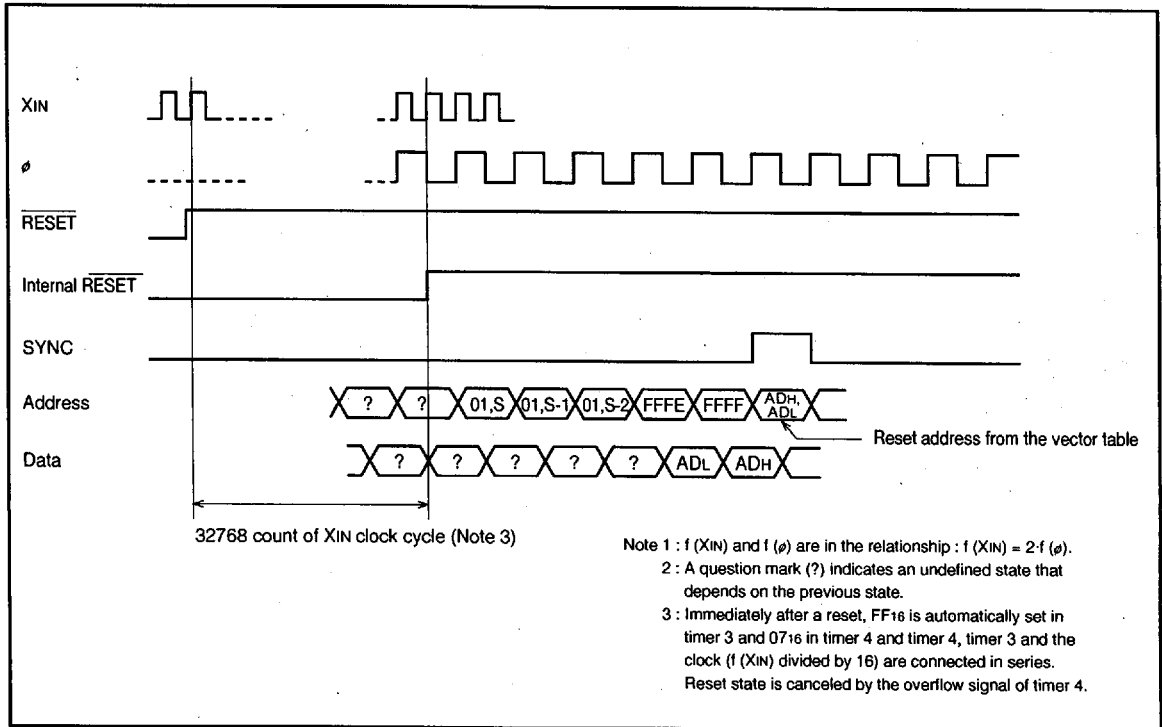 XIN
ø
RESET
Internal RESET
SYNC
Address
? ? 01,S 01,S-1 01,S-2 FFFE FFFF ADH, ADL
Reset address from the vector table
Data
? ? ? ? ? ADL ADH
32768 count of XIN clock cycle (Note 3)
Note 1 : f (XIN) and f (ø) are in the relationship : f (XIN) = 2·f (ø).
2 : A question mark (?) indicates an undefined state that
depends on the previous state.
3 : Immediately after a reset, FF16 is automatically set in
timer 3 and 0716 in timer 4 and timer 4, timer 3 and the
clock (f (XIN) divided by 16) are connected in series.
Reset state is canceled by the overflow signal of timer 4.